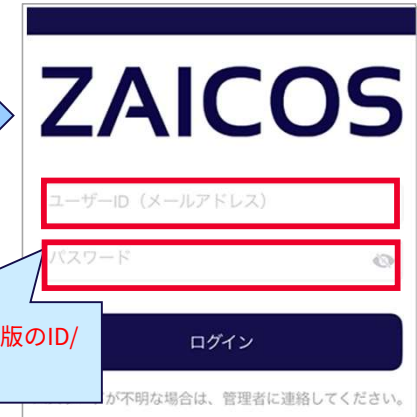 ZAICOS
ユーザーID（メールアドレス）
パスワード
版のID/
ログイン
が不明な場合は、管理者に連絡してください。